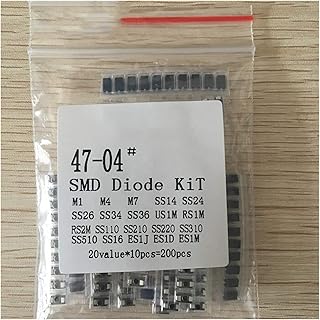 47-04#
SMD Diode KiT
M1 M4 M7 SS14 SS24
SS26 SS34 SS36 US1M RS1M
RS2M SS110 SS210 SS220 SS310
SS510 SS16 ES1J ES1D ES1M
20value*10pcs=200pcs